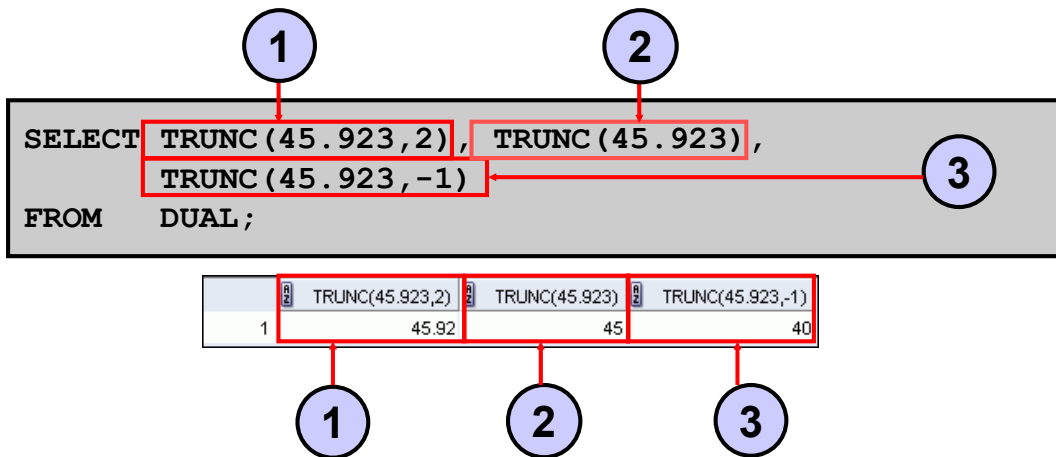 1 2
SELECT TRUNC(45.923,2), TRUNC(45.923),
TRUNC(45.923,-1) 3
FROM DUAL;
TRUNC(45.923,2) TRUNC(45.923) TRUNC(45.923,-1)
1 45.92 45 40
1 2 3